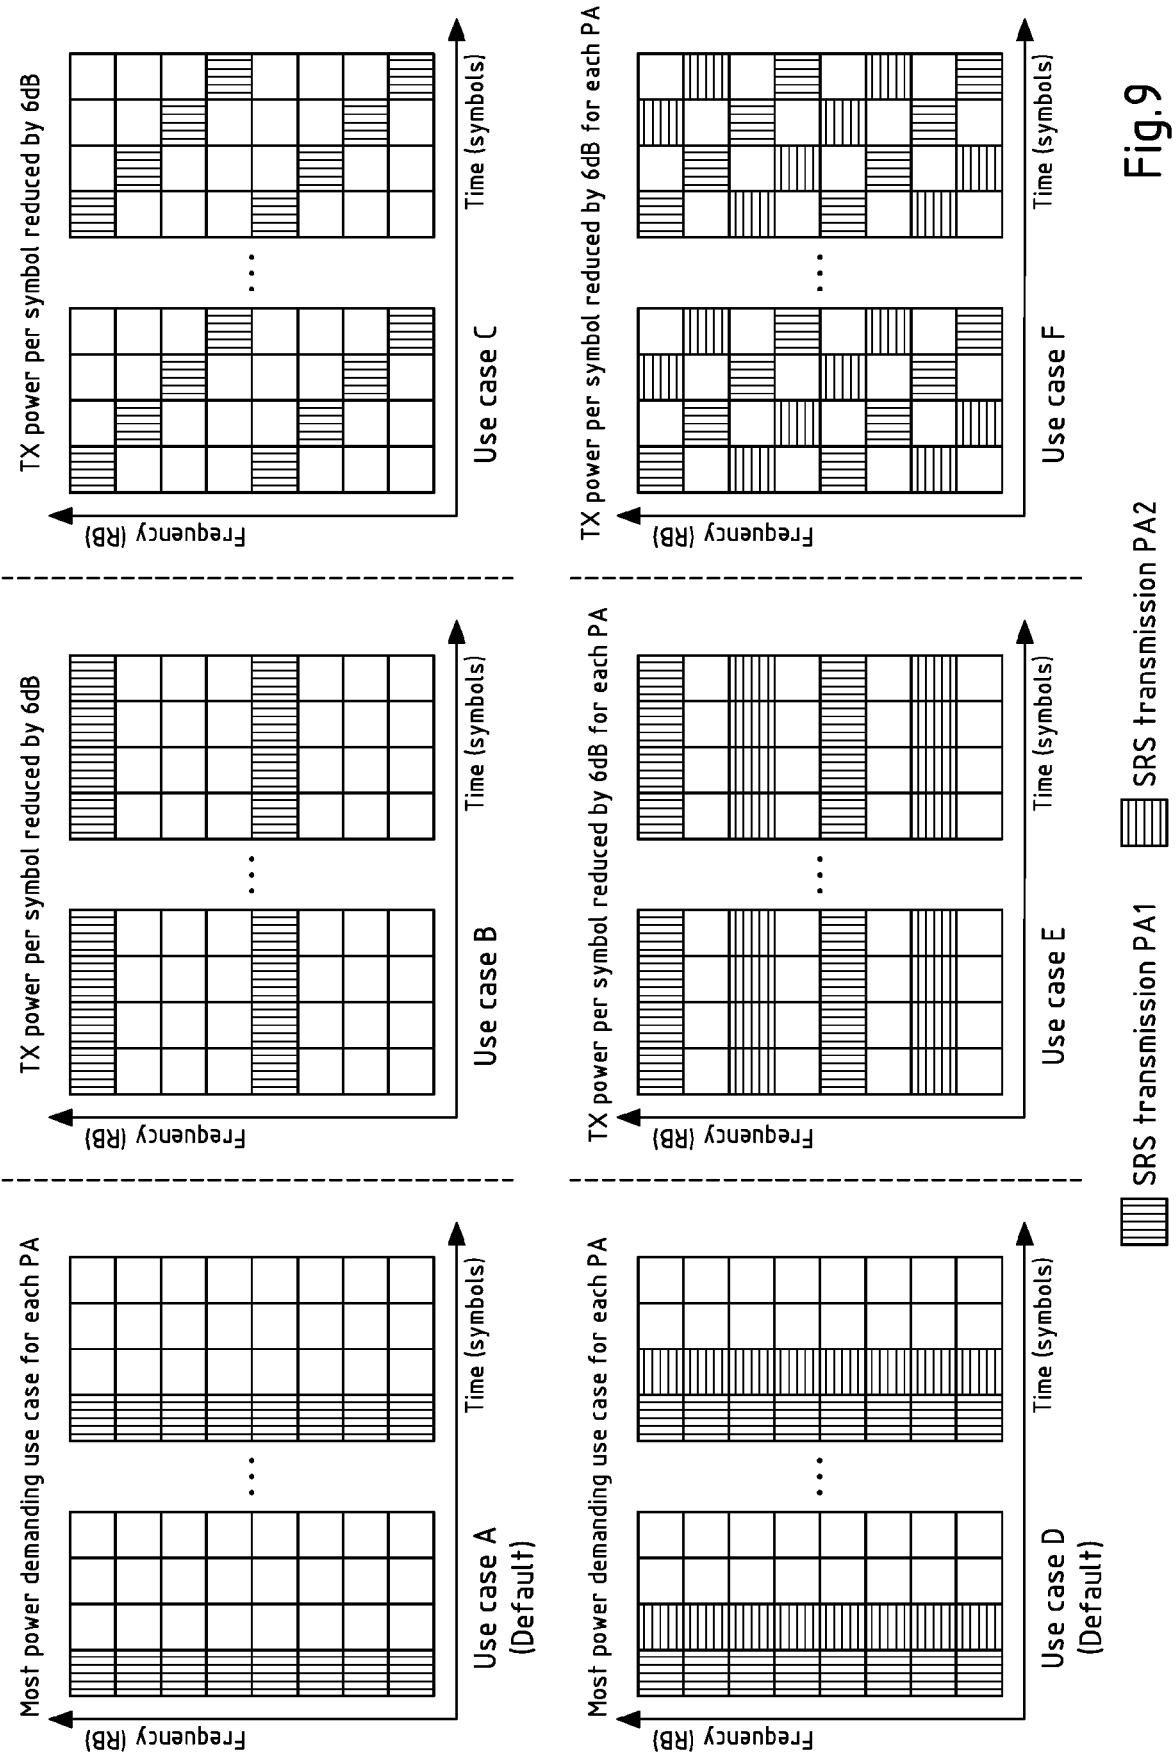 Most power demanding use case for each PA
Frequency (RB)
Time (symbols)
Use case A
(Default)
TX power per symbol reduced by 6dB
Frequency (RB)
Time (symbols)
Use case B
TX power per symbol reduced by 6dB
Frequency (RB)
Time (symbols)
Use case C
Most power demanding use case for each PA
Frequency (RB)
Time (symbols)
Use case D
(Default)
TX power per symbol reduced by 6dB for each PA
Frequency (RB)
Time (symbols)
Use case E
TX power per symbol reduced by 6dB for each PA
Frequency (RB)
Time (symbols)
Use case F
SRS transmission PA1
SRS transmission PA2
Fig.9